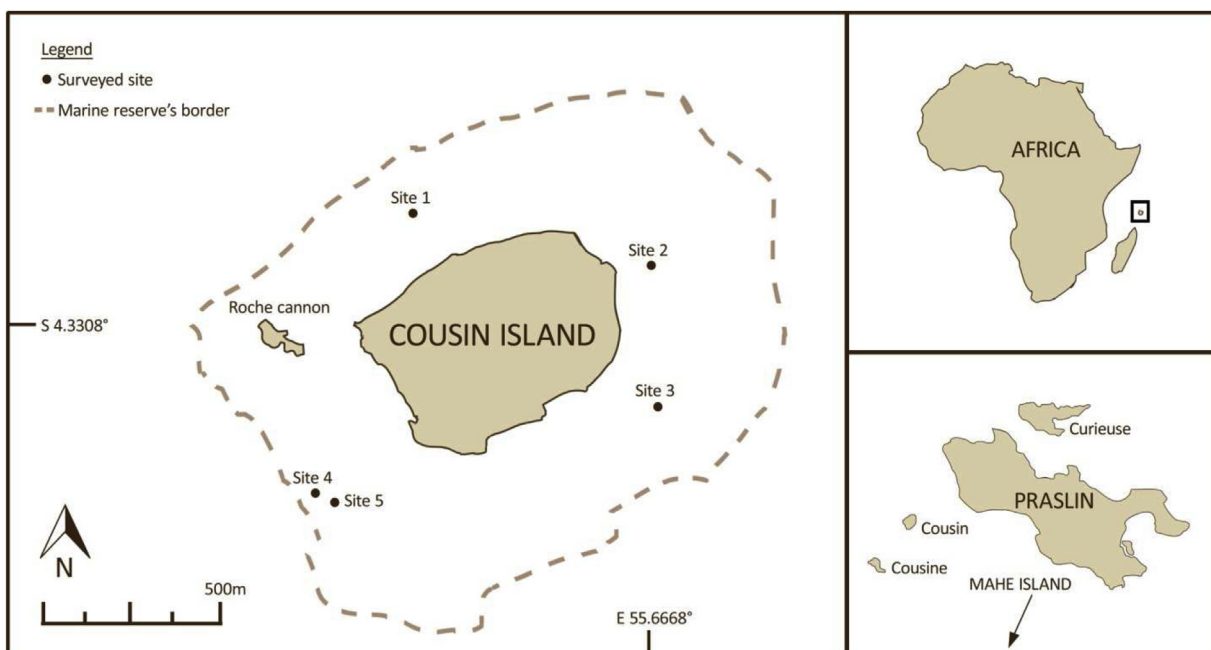 Legend
Surveyed site
Marine reserve's border
Site 1
Site 2
Roche cannon
S 4.3308°
COUSIN ISLAND
Site 3
Site 4
Site 5
N
500m
E 55.6668°
AFRICA
Curieuse
PRASLIN
Cousin
Cousine
MAHE ISLAND